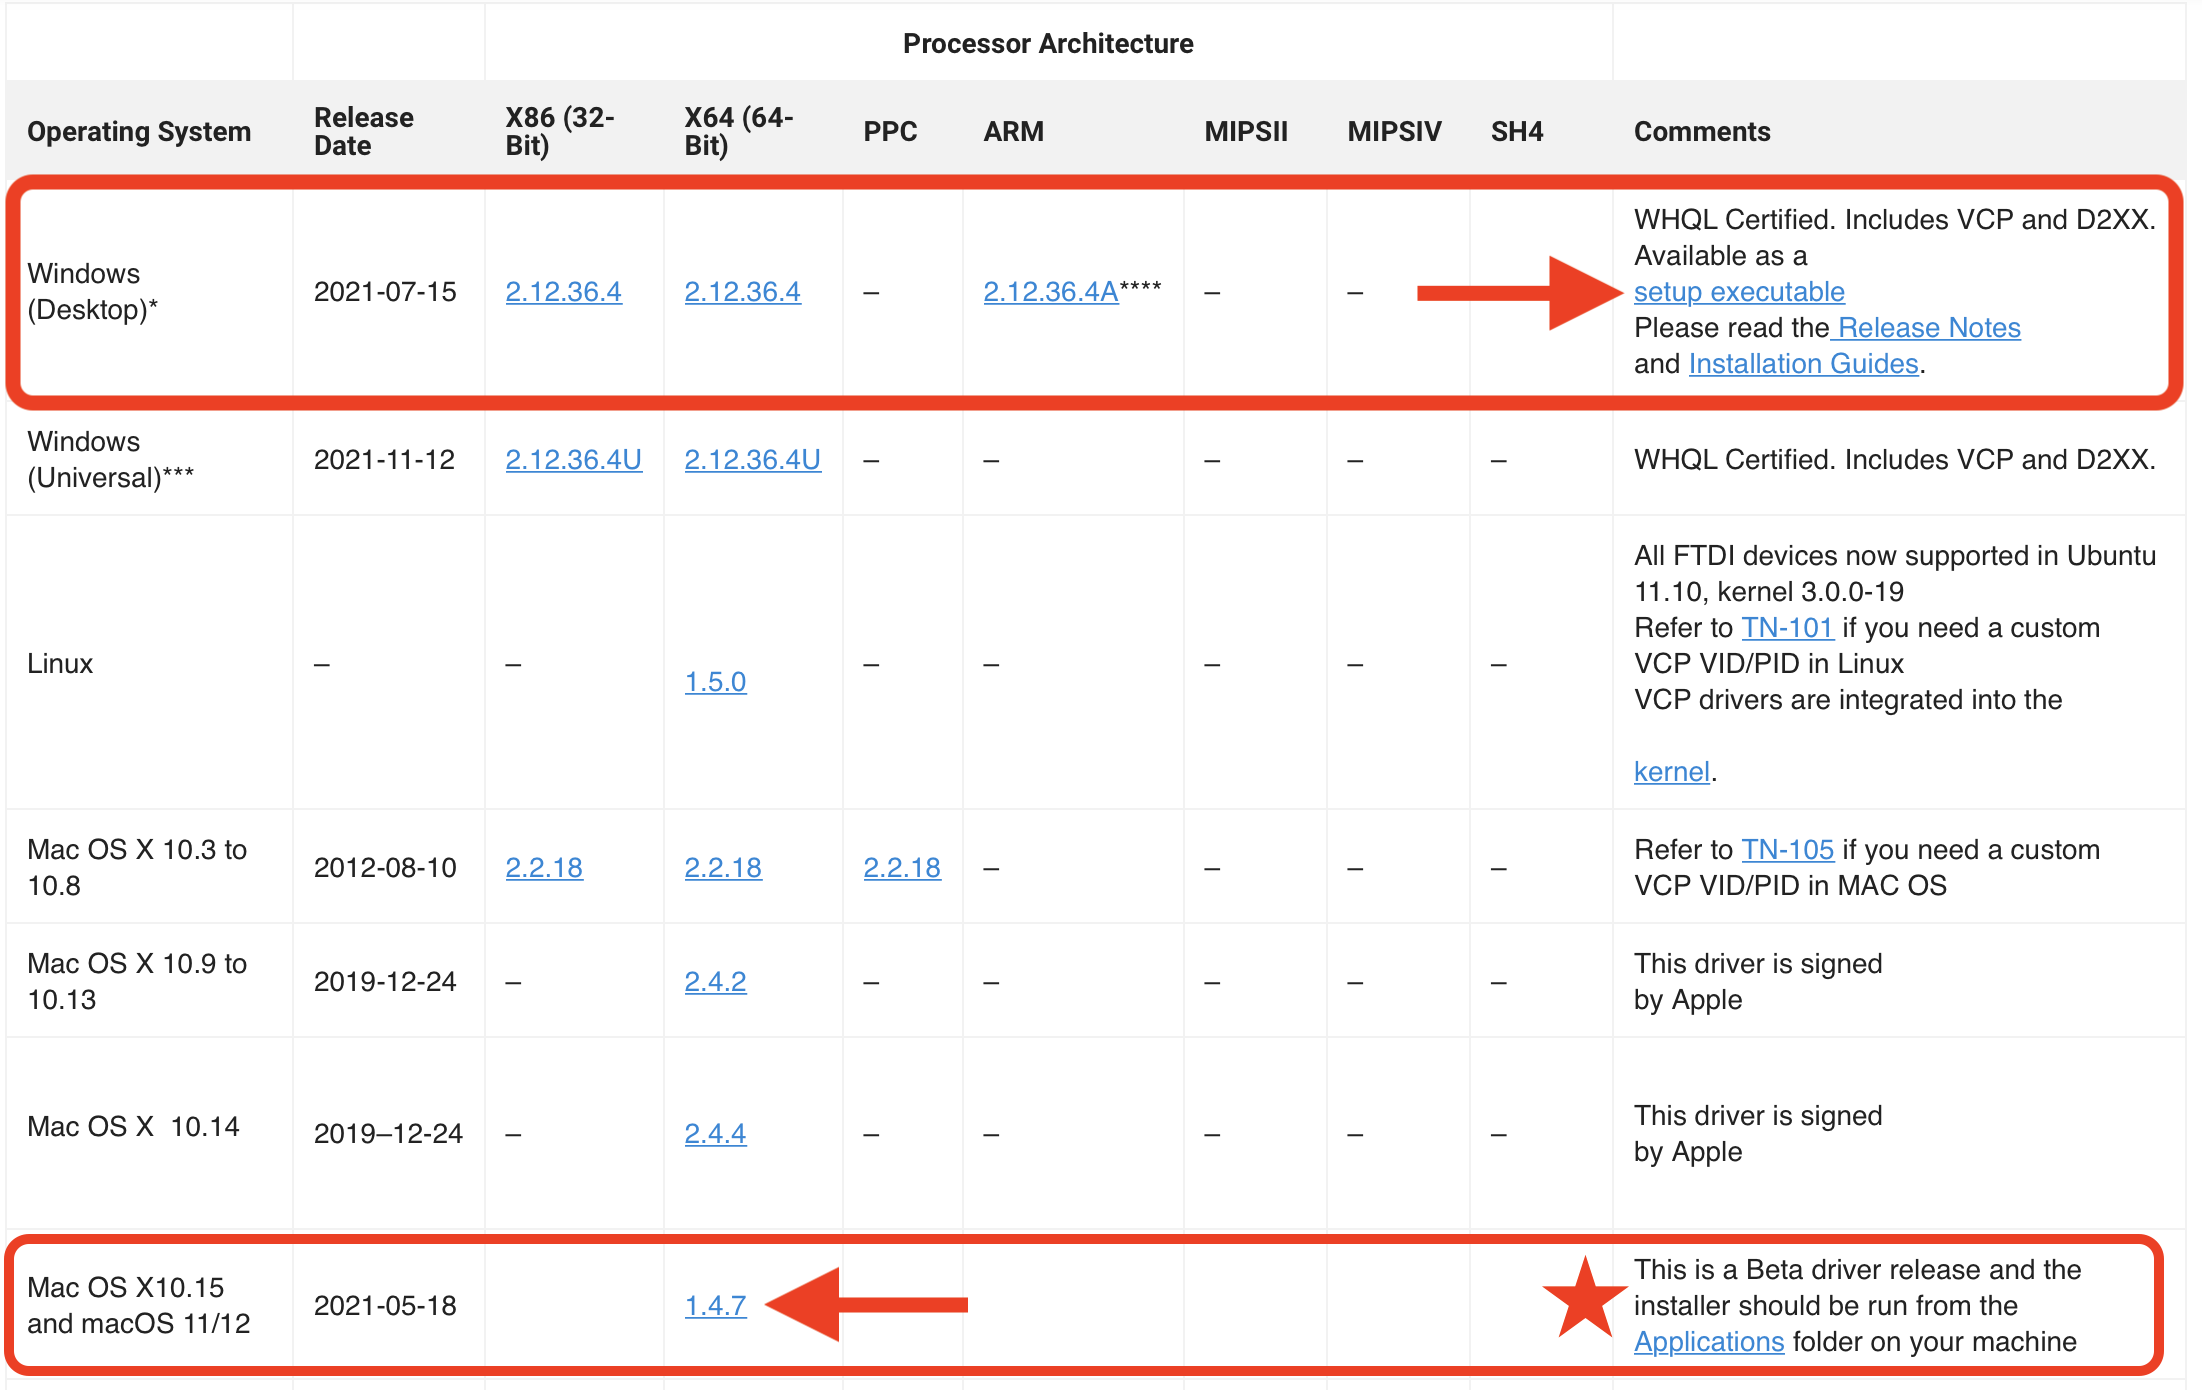 Processor Architecture
Operating System
Release
Date
X86 (32-
Bit)
X64 (64-
Bit)
PPC
ARM
MIPSII
MIPSIV
SH4
Comments
Windows
(Desktop)*
2021-07-15
2.12.36.4
2.12.36.4
–
2.12.36.4A****
–
–
WHQL Certified. Includes VCP and D2XX.
Available as a
setup executable
Please read the Release Notes
and Installation Guides.
Windows
(Universal)***
2021-11-12
2.12.36.4U
2.12.36.4U
–
–
–
–
–
WHQL Certified. Includes VCP and D2XX.
Linux
–
–
1.5.0
–
–
–
–
–
All FTDI devices now supported in Ubuntu
11.10, kernel 3.0.0-19
Refer to TN-101 if you need a custom
VCP VID/PID in Linux
VCP drivers are integrated into the
kernel.
Mac OS X 10.3 to
10.8
2012-08-10
2.2.18
2.2.18
2.2.18
–
–
–
–
Refer to TN-105 if you need a custom
VCP VID/PID in MAC OS
Mac OS X 10.9 to
10.13
2019-12-24
–
2.4.2
–
–
–
–
–
This driver is signed
by Apple
Mac OS X  10.14
2019–12-24
–
2.4.4
–
–
–
–
–
This driver is signed
by Apple
Mac OS X10.15
and macOS 11/12
2021-05-18
1.4.7
This is a Beta driver release and the
installer should be run from the
Applications folder on your machine